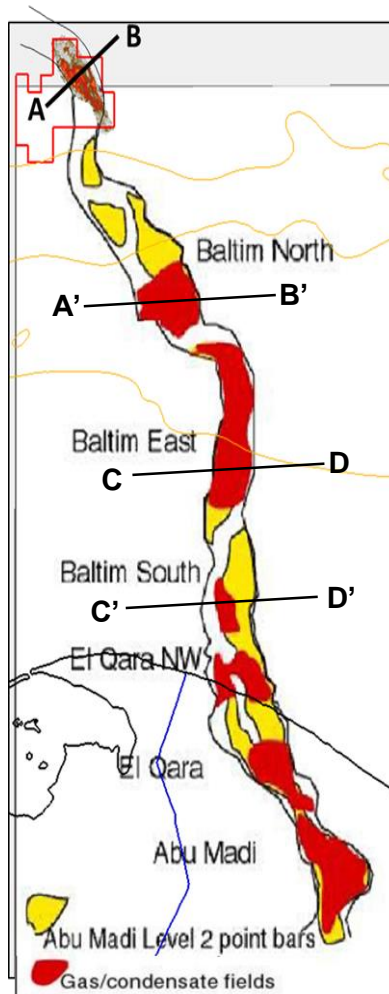 B
A
Baltim North
A' B'
Baltim East
C D
Baltim South
C' D'
El Qara NW
El Qara
Abu Madi
Abu Madi Level 2 point bars
Gas/condensate fields